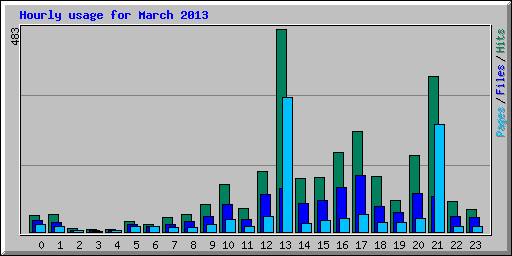 Hourly usage for March 2013
483
Pages/Files/Hits
0 1 2 3 4 5 6 7 8 9 10 11 12 13 14 15 16 17 18 19 20 21 22 23